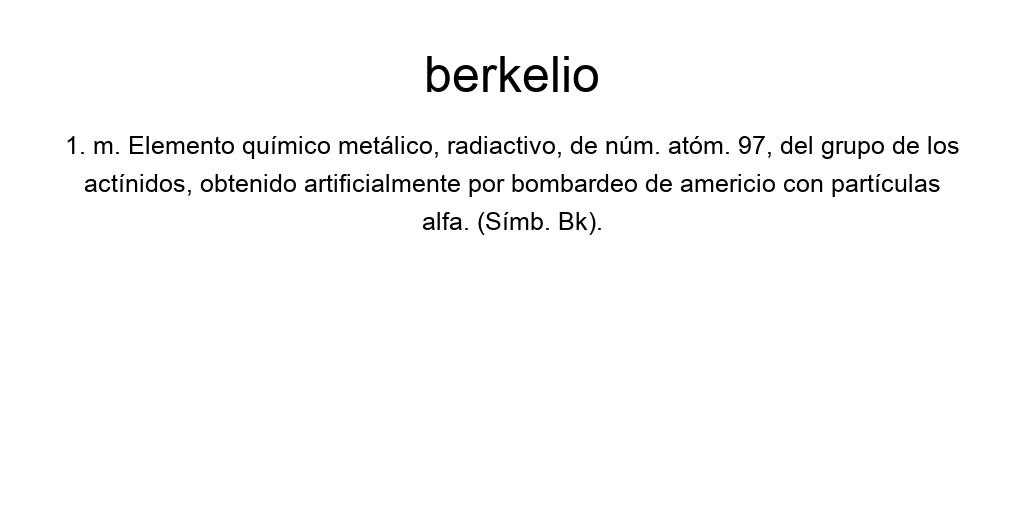 berkelio
1. m. Elemento químico metálico, radiactivo, de núm. atóm. 97, del grupo de los
actínidos, obtenido artificialmente por bombardeo de americio con partículas
alfa. (Símb. Bk).